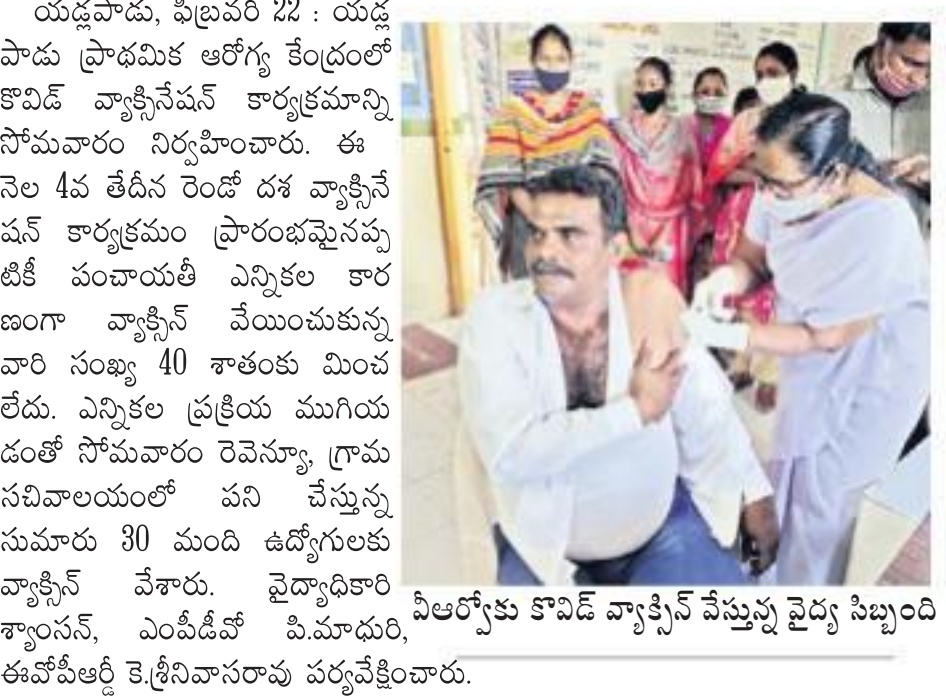 యడ్లపాడు, ఫిబ్రవరి 22 : యడ్ల
పాడు ప్రాథమిక ఆరోగ్య కేంద్రంలో
కొవిడ్ వ్యాక్సినేషన్ కార్యక్రమాన్ని
సోమవారం నిర్వహించారు. ఈ
నెల 4వ తేదీన రెండో దశ వ్యాక్సినే
షన్ కార్యక్రమం ప్రారంభమైనప్ప
టికీ పంచాయతీ ఎన్నికల కార
ణంగా వ్యాక్సిన్ వేయించుకున్న
వారి సంఖ్య 40 శాతంకు మించ
లేదు. ఎన్నికల ప్రక్రియ ముగియ
డంతో సోమవారం రెవెన్యూ, గ్రామ
సచివాలయంలో పని చేస్తున్న
సుమారు 30 మంది ఉద్యోగులకు
వ్యాక్సిన్ వేశారు. వైద్యాధికారి
శ్యాంసన్, ఎంపీడీవో పి.మాధురి,
ఈవోపీఆర్డీ కె.శ్రీనివాసరావు పర్యవేక్షించారు.
వీఆర్వోకు కొవిడ్ వ్యాక్సిన్ వేస్తున్న వైద్య సిబ్బంది